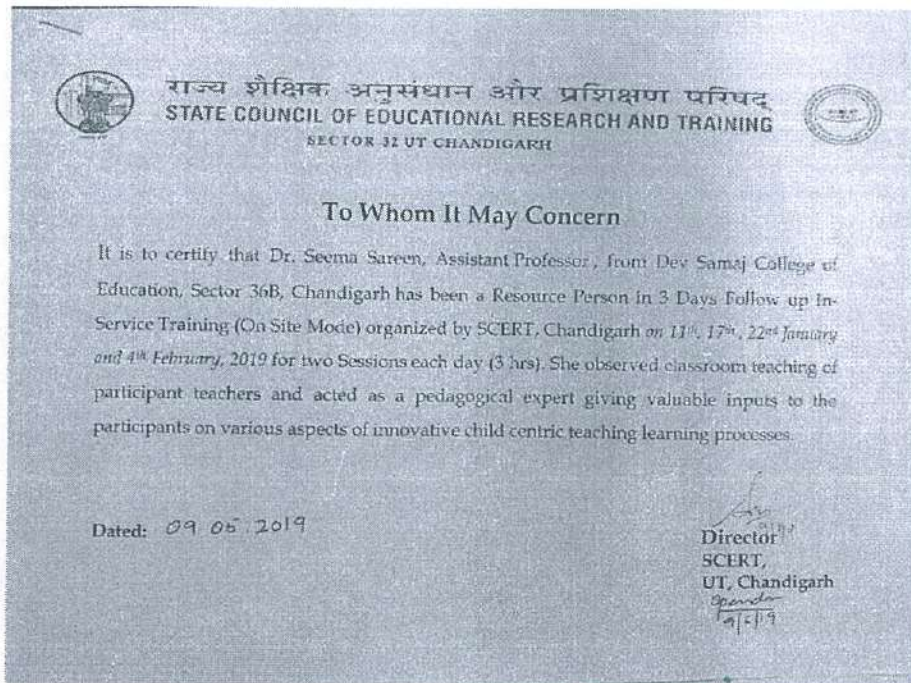 राज्य शैक्षिक अनुसंधान और प्रशिक्षण परिषद्
STATE COUNCIL OF EDUCATIONAL RESEARCH AND TRAINING
SECTOR 32 UT CHANDIGARH
To Whom It May Concern
It is to certify that Dr. Seema Sareen, Assistant Professor, from Dev Samaj College of
Education, Sector 36B, Chandigarh has been a Resource Person in 3 Days Follow up In-
Service Training (On Site Mode) organized by SCERT, Chandigarh on 11th, 17th, 22nd January
and 4th February, 2019 for two Sessions each day (3 hrs). She observed classroom teaching of
participant teachers and acted as a pedagogical expert giving valuable inputs to the
participants on various aspects of innovative child centric teaching learning processes.
Dated: 09 05 2019
Director
SCERT,
UT, Chandigarh